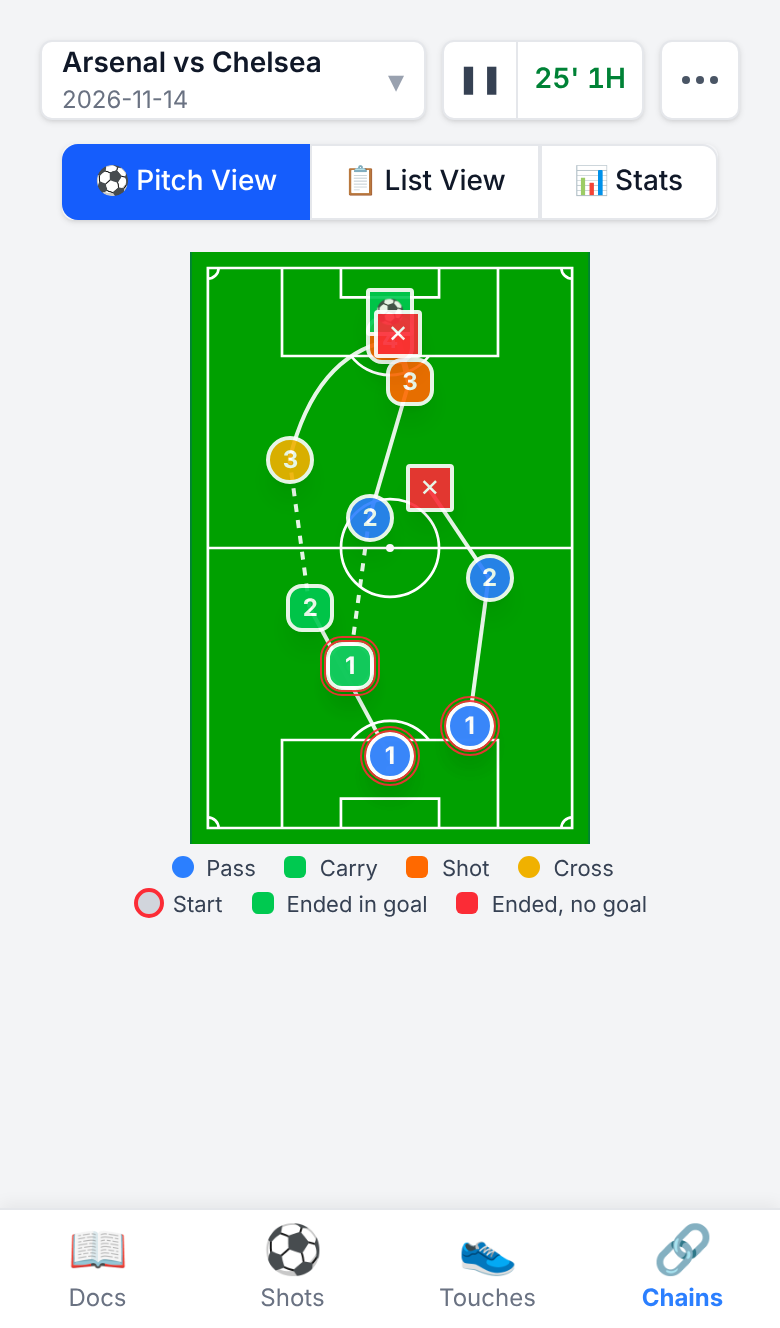 Arsenal vs Chelsea
2026-11-14
25' 1H
Pitch View
List View
Stats
3
3
2
2
2
1
1
1
Pass
Carry
Shot
Cross
Start
Ended in goal
Ended, no goal
Docs
Shots
Touches
Chains